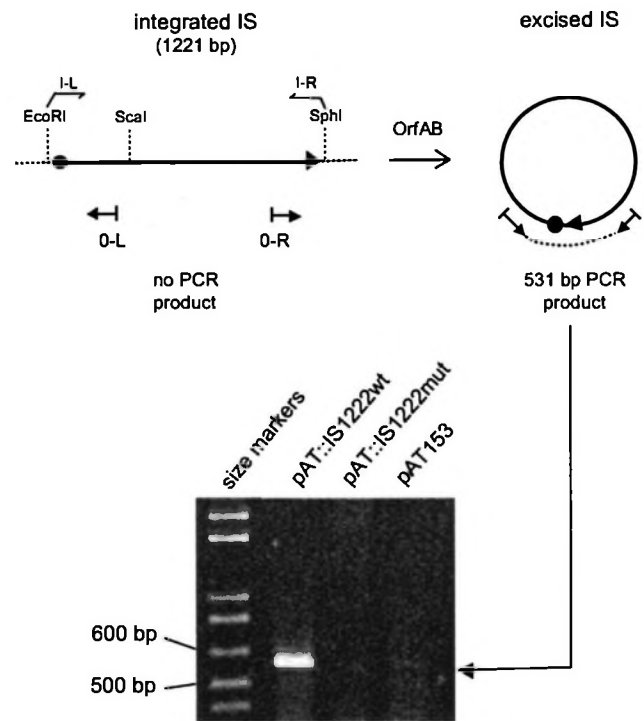 integrated IS
(1221 bp)
excised IS
I-L
I-R
EcoRI
ScaI
SphI
OrfAB
0-L
0-R
no PCR
product
531 bp PCR
product
size markers
pAT::IS1222wt
pAT::IS1222mut
pAT153
600 bp
500 bp